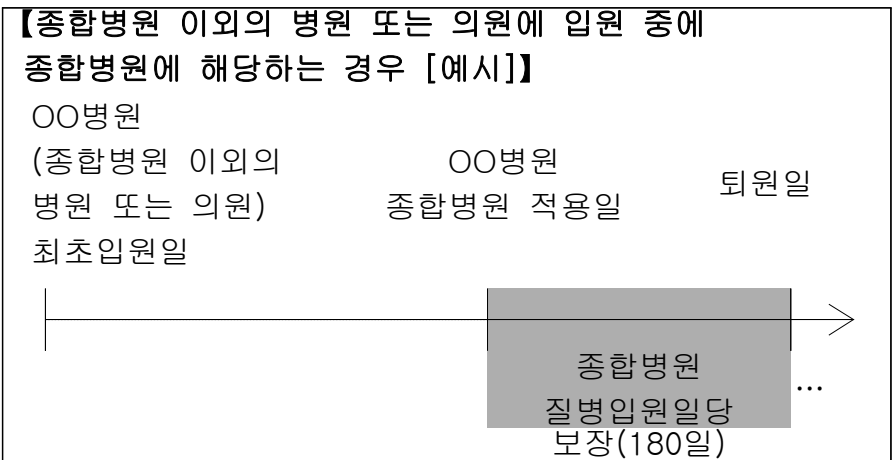 【종합병원 이외의 병원 또는 의원에 입원 중에
종합병원에 해당하는 경우 [예시]】
OO병원
(종합병원 이외의
병원 또는 의원)
최초입원일
OO병원
종합병원 적용일
퇴원일
종합병원
질병입원일당
보장(180일)
...